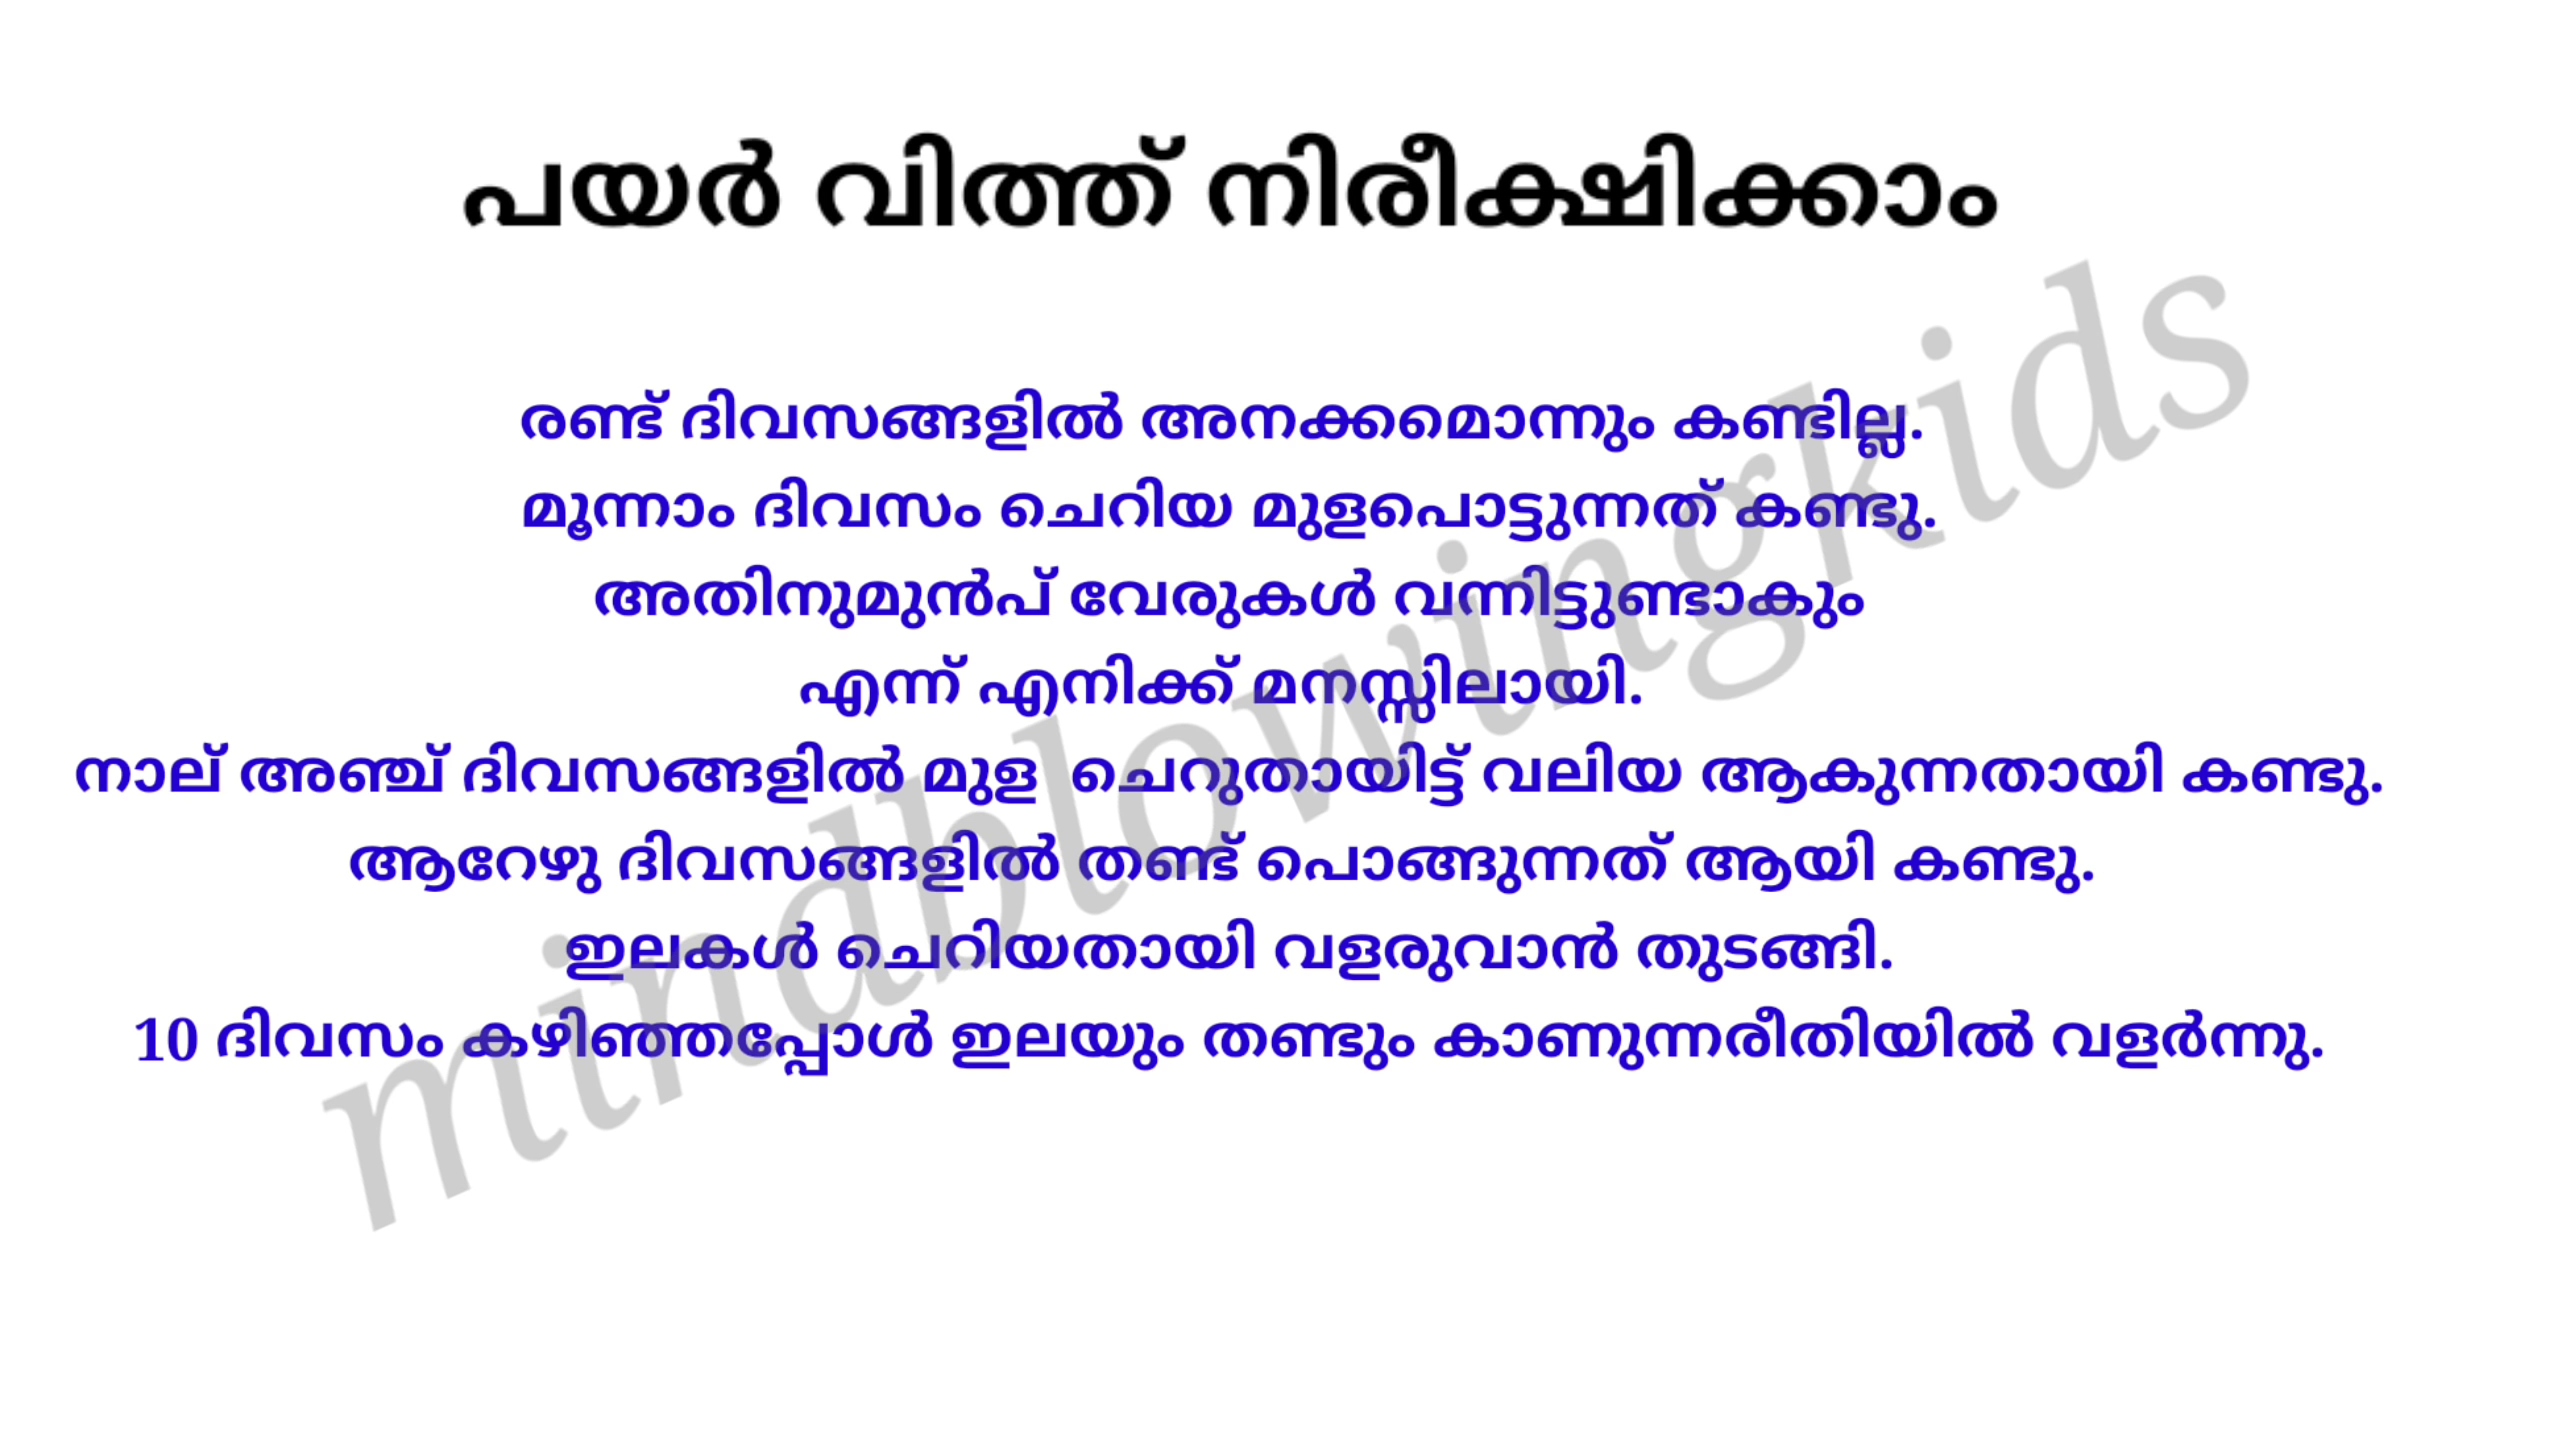 പയർ വിത്ത് നിരീക്ഷിക്കാം
രണ്ട് ദിവസങ്ങളിൽ അനക്കമൊന്നും കണ്ടില്ല.
മൂന്നാം ദിവസം ചെറിയ മുളപൊട്ടുന്നത് കണ്ടു.
അതിനുമുൻപ് വേരുകൾ വന്നിട്ടുണ്ടാകും
എന്ന് എനിക്ക് മനസ്സിലായി.
നാല് അഞ്ച് ദിവസങ്ങളിൽ മുള ചെറുതായിട്ട് വലിയ ആകുന്നതായി കണ്ടു.
ആറേഴു ദിവസങ്ങളിൽ തണ്ട് പൊങ്ങുന്നത് ആയി കണ്ടു.
ഇലകൾ ചെറിയതായി വളരുവാൻ തുടങ്ങി.
10 ദിവസം കഴിഞ്ഞപ്പോൾ ഇലയും തണ്ടും കാണുന്നരീതിയിൽ വളർന്നു.
mindblowingkids